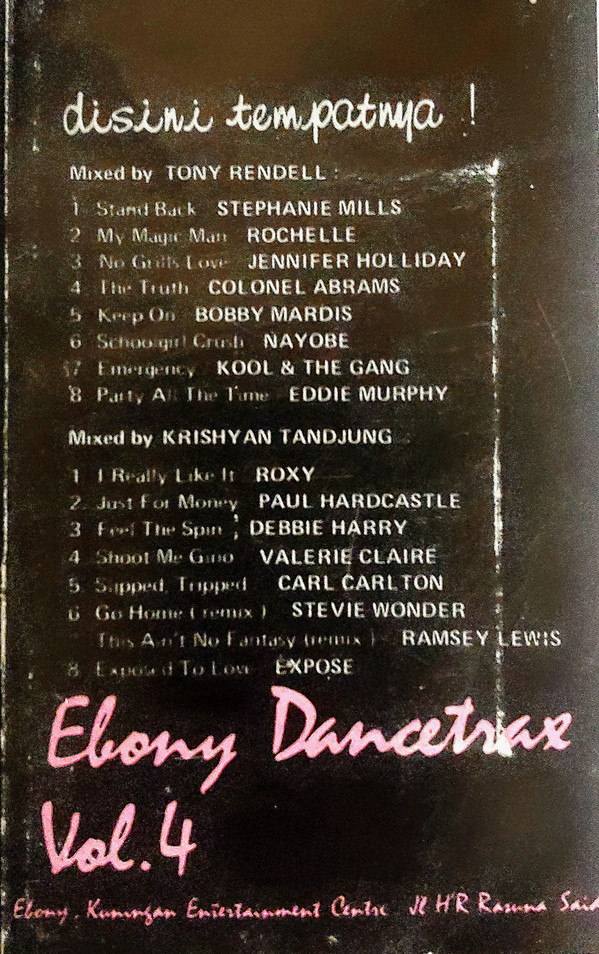 disini tempatnya !
Mixed by TONY RENDELL :
1 Stand Back STEPHANIE MILLS
2 My Magic Man ROCHELLE
3 No Grills Love JENNIFER HOLLIDAY
4 The Truth COLONEL ABRAMS
5 Keep On BOBBY MARDIS
6 Schoolgirl Crush NAYOBE
7 Emergency KOOL & THE GANG
8 Party All The Time EDDIE MURPHY
Mixed by KRISHYAN TANDJUNG :
1 I Really Like It ROXY
2 Just For Money PAUL HARDCASTLE
3 Feel The Spin ; DEBBIE HARRY
4 Shoot Me Gino VALERIE CLAIRE
5 Sapped, Tripped CARL CARLTON
6 Go Home ( remix ) STEVIE WONDER
This Ain't No Fantasy (remix ) RAMSEY LEWIS
8 Exposed To Love EXPOSE
Ebony Dancetrax
Vol.4
Ebony. Kuningan Entertainment Centre Jl H R Rasuna Said